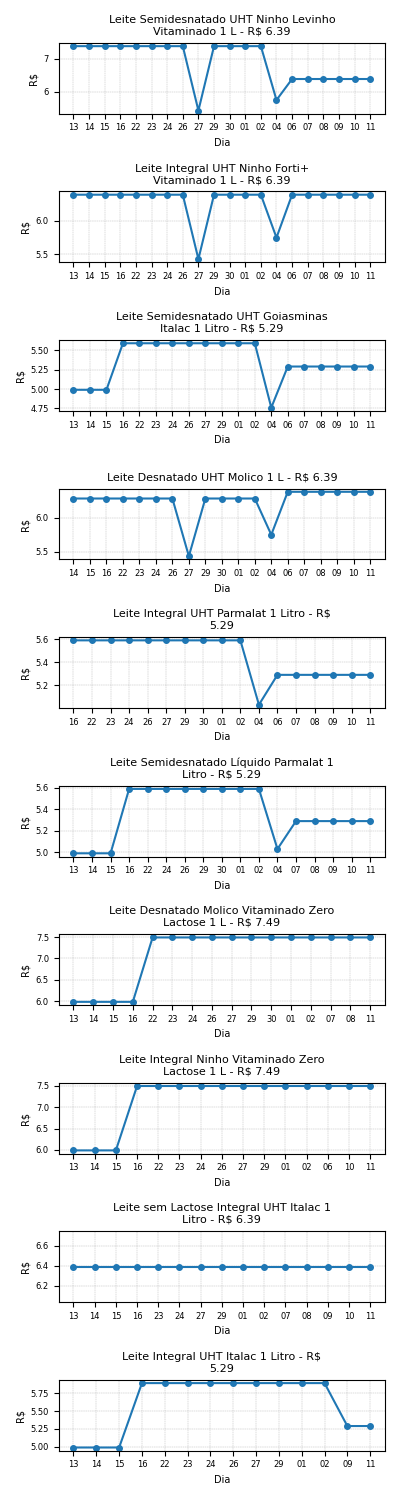 Leite Semidesnatado UHT Ninho Levinho
Vitaminado 1 L - R$ 6.39
7
6
R$
13 14 15 16 22 23 24 26 27 29 30 01 02 04 06 07 08 09 10 11
Dia
Leite Integral UHT Ninho Forti+
Vitaminado 1 L - R$ 6.39
6.0
5.5
R$
13 14 15 16 22 23 24 26 27 29 30 01 02 04 06 07 08 09 10 11
Dia
Leite Semidesnatado UHT Goiasminas
Italac 1 Litro - R$ 5.29
5.50
5.25
5.00
4.75
R$
13 14 15 16 22 23 24 26 27 29 30 01 02 04 06 07 08 09 10 11
Dia
Leite Desnatado UHT Molico 1 L - R$ 6.39
6.0
5.5
R$
14 15 16 22 23 24 26 27 29 30 01 02 04 06 07 08 09 10 11
Dia
Leite Integral UHT Parmalat 1 Litro - R$
5.29
5.6
5.4
5.2
R$
16 22 23 24 26 27 29 30 01 02 04 06 07 08 09 10 11
Dia
Leite Semidesnatado Líquido Parmalat 1
Litro - R$ 5.29
5.6
5.4
5.2
5.0
R$
13 14 15 16 22 24 26 27 29 01 02 04 07 08 09 10 11
Dia
Leite Desnatado Molico Vitaminado Zero
Lactose 1 L - R$ 7.49
7.5
7.0
6.5
6.0
R$
13 14 15 16 22 23 24 26 27 29 30 01 02 07 08 11
Dia
Leite Integral Ninho Vitaminado Zero
Lactose 1 L - R$ 7.49
7.5
7.0
6.5
6.0
R$
13 14 15 16 22 23 24 26 27 29 01 02 06 10 11
Dia
Leite sem Lactose Integral UHT Italac 1
Litro - R$ 6.39
6.6
6.4
6.2
R$
13 14 15 16 23 24 27 29 01 02 07 08 09 10 11
Dia
Leite Integral UHT Italac 1 Litro - R$
5.29
5.75
5.50
5.25
5.00
R$
13 14 15 16 22 23 24 26 27 29 01 02 09 11
Dia